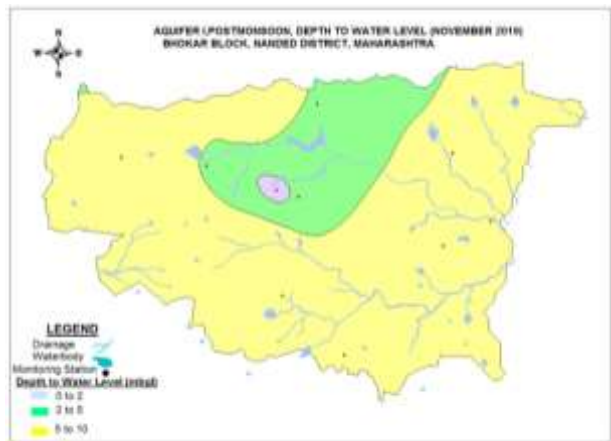 AQUIFER I,POSTMONSOON, DEPTH TO WATER LEVEL (NOVEMBER 2019)
BHOKAR BLOCK, NANDED DISTRICT, MAHARASHTRA
N
W
E
S
LEGEND
Drainage
Waterbody
Monitoring Station
Depth to Water Level (mbgl)
0 to 2
2 to 5
5 to 10